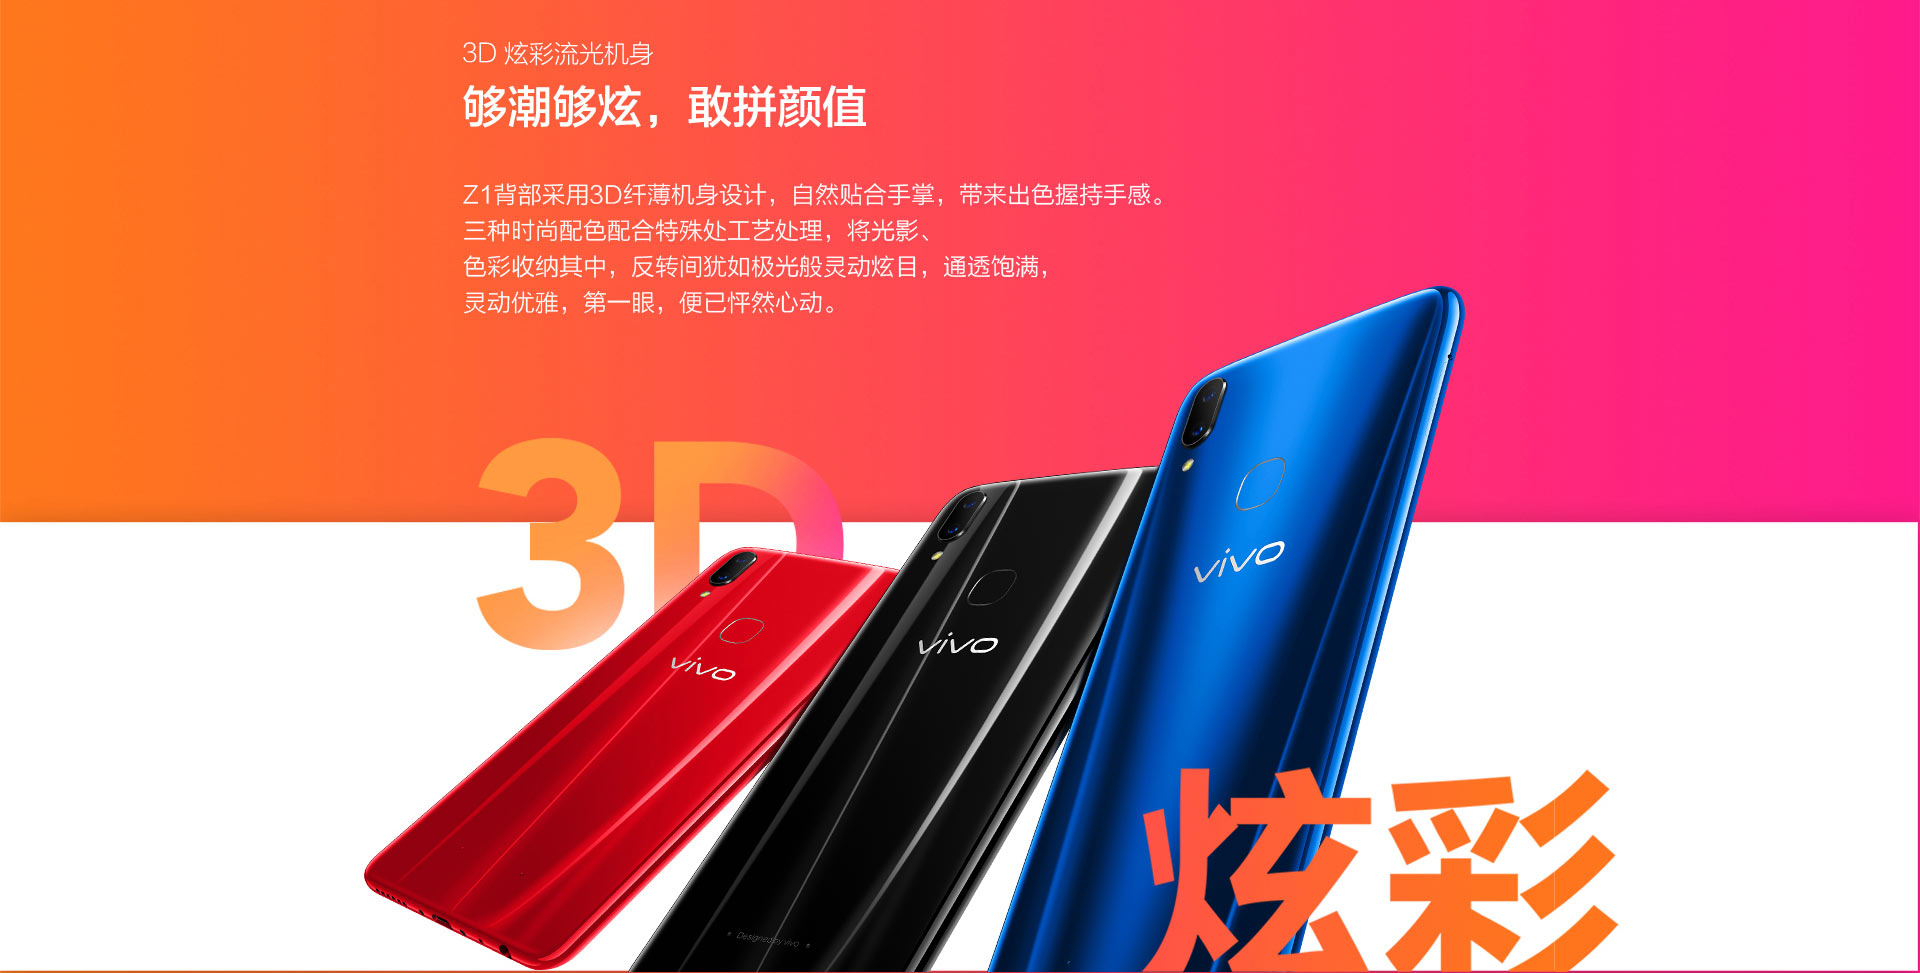 3D 炫彩流光机身
够潮够炫，敢拼颜值
Z1背部采用3D纤薄机身设计，自然贴合手掌，带来出色握持手感。
三种时尚配色配合特殊处工艺处理，将光影、
色彩收纳其中，反转间犹如极光般灵动炫目，通透饱满，
灵动优雅，第一眼，便已怦然心动。
3D
vivo
vivo
vivo
炫彩
Designed by vivo